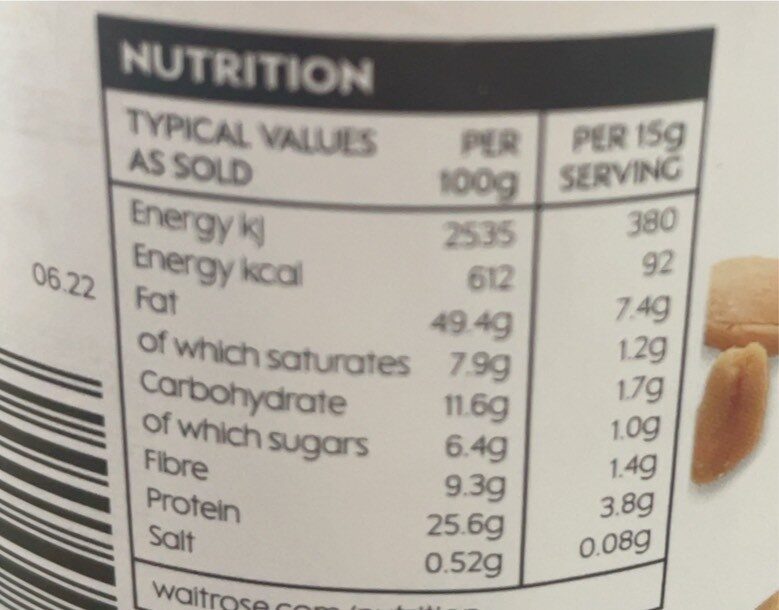 NUTRITION
TYPICAL VALUES AS SOLD PER 100g PER 15g SERVING
Energy kJ 2535 380
Energy kcal 612 92
Fat 49.4g 7.4g
of which saturates 7.9g 1.2g
Carbohydrate 11.6g 1.7g
of which sugars 6.4g 1.0g
Fibre 9.3g 1.4g
Protein 25.6g 3.8g
Salt 0.52g 0.08g
waitrose.com/nutrition
06.22